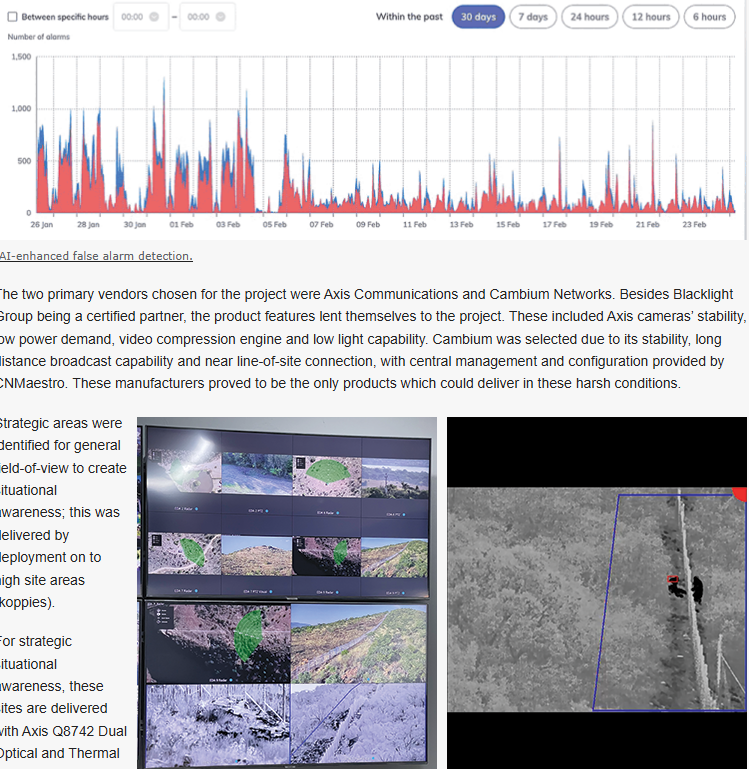 Between specific hours 00:00 – 00:00 Within the past 30 days 7 days 24 hours 12 hours 6 hours
Number of alarms
1,500
1,000
500
0
26 Jan 28 Jan 30 Jan 01 Feb 03 Feb 05 Feb 07 Feb 09 Feb 11 Feb 13 Feb 15 Feb 17 Feb 19 Feb 21 Feb 23 Feb
AI-enhanced false alarm detection.
The two primary vendors chosen for the project were Axis Communications and Cambium Networks. Besides Blacklight
Group being a certified partner, the product features lent themselves to the project. These included Axis cameras' stability,
ow power demand, video compression engine and low light capability. Cambium was selected due to its stability, long
distance broadcast capability and near line-of-site connection, with central management and configuration provided by
CNMaestro. These manufacturers proved to be the only products which could deliver in these harsh conditions.
Strategic areas were
identified for general
field-of-view to create
situational
awareness; this was
delivered by
deployment on to
high site areas
(koppies).
For strategic
situational
awareness, these
sites are delivered
with Axis Q8742 Dual
Optical and Thermal